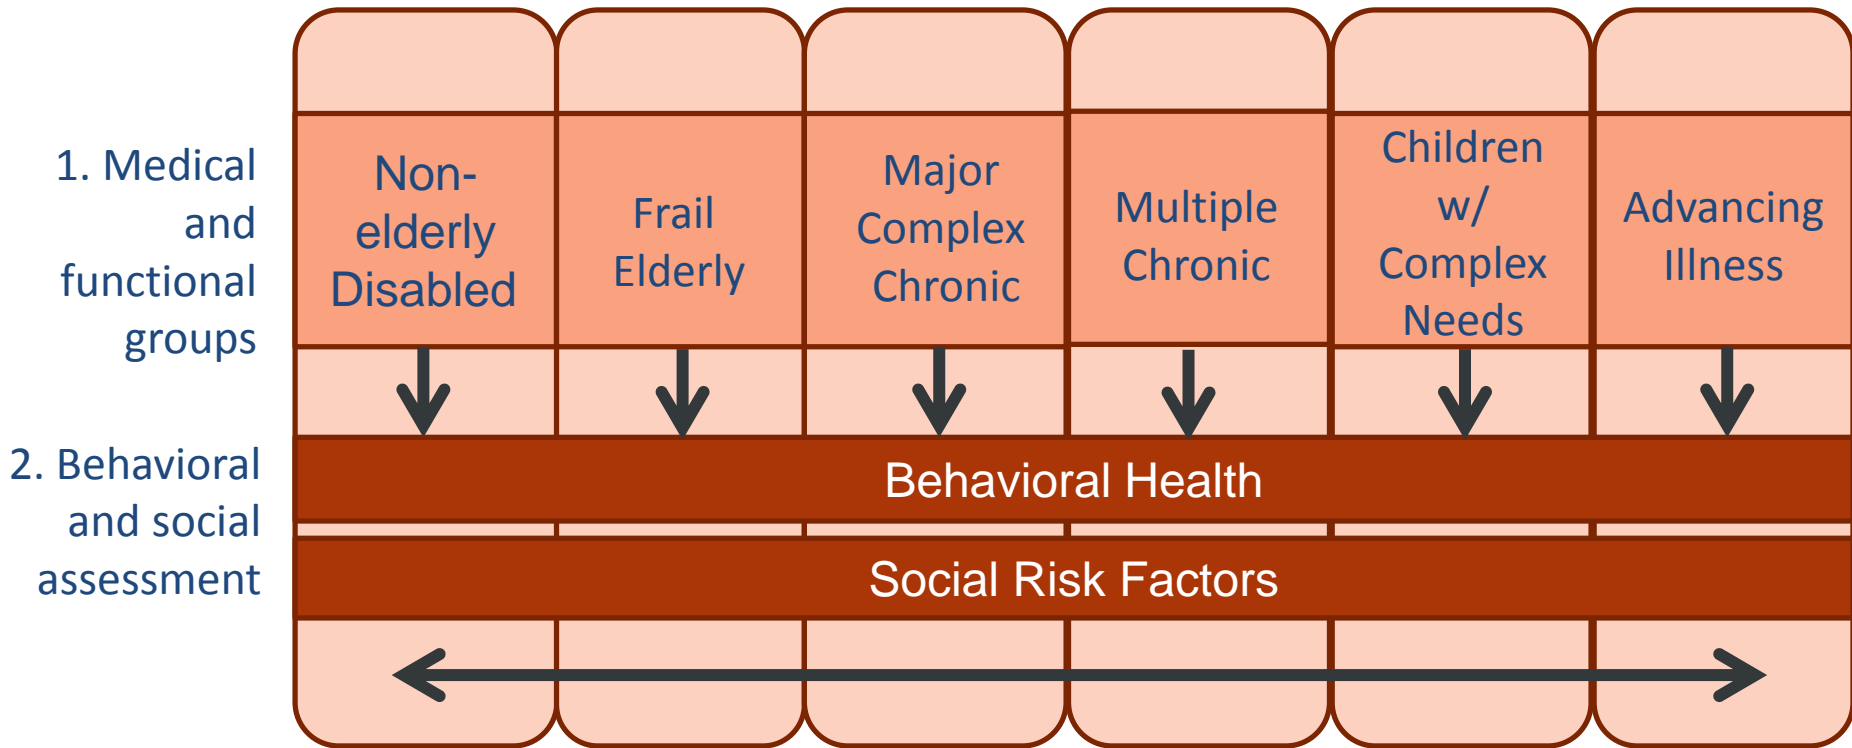 1. Medical
and
functional
groups
Non-
elderly
Disabled
Frail
Elderly
Major
Complex
Chronic
Multiple
Chronic
Children
w/
Complex
Needs
Advancing
Illness
2. Behavioral
and social
assessment
Behavioral Health
Social Risk Factors